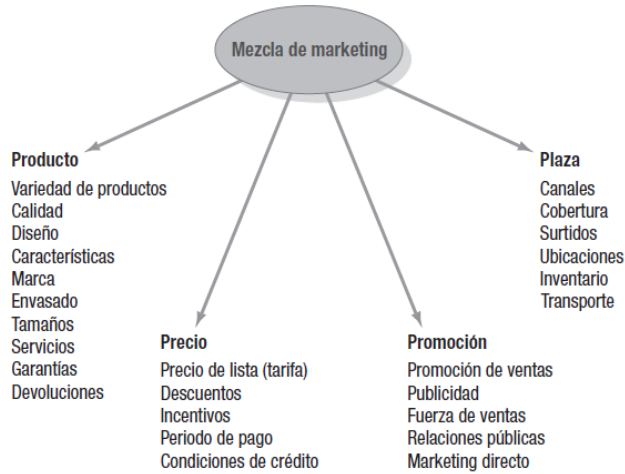 Mezcla de marketing
Producto
Variedad de productos
Calidad
Diseño
Características
Marca
Envasado
Tamaños
Servicios
Garantías
Devoluciones
Precio
Precio de lista (tarifa)
Descuentos
Incentivos
Periodo de pago
Condiciones de crédito
Promoción
Promoción de ventas
Publicidad
Fuerza de ventas
Relaciones públicas
Marketing directo
Plaza
Canales
Cobertura
Surtidos
Ubicaciones
Inventario
Transporte